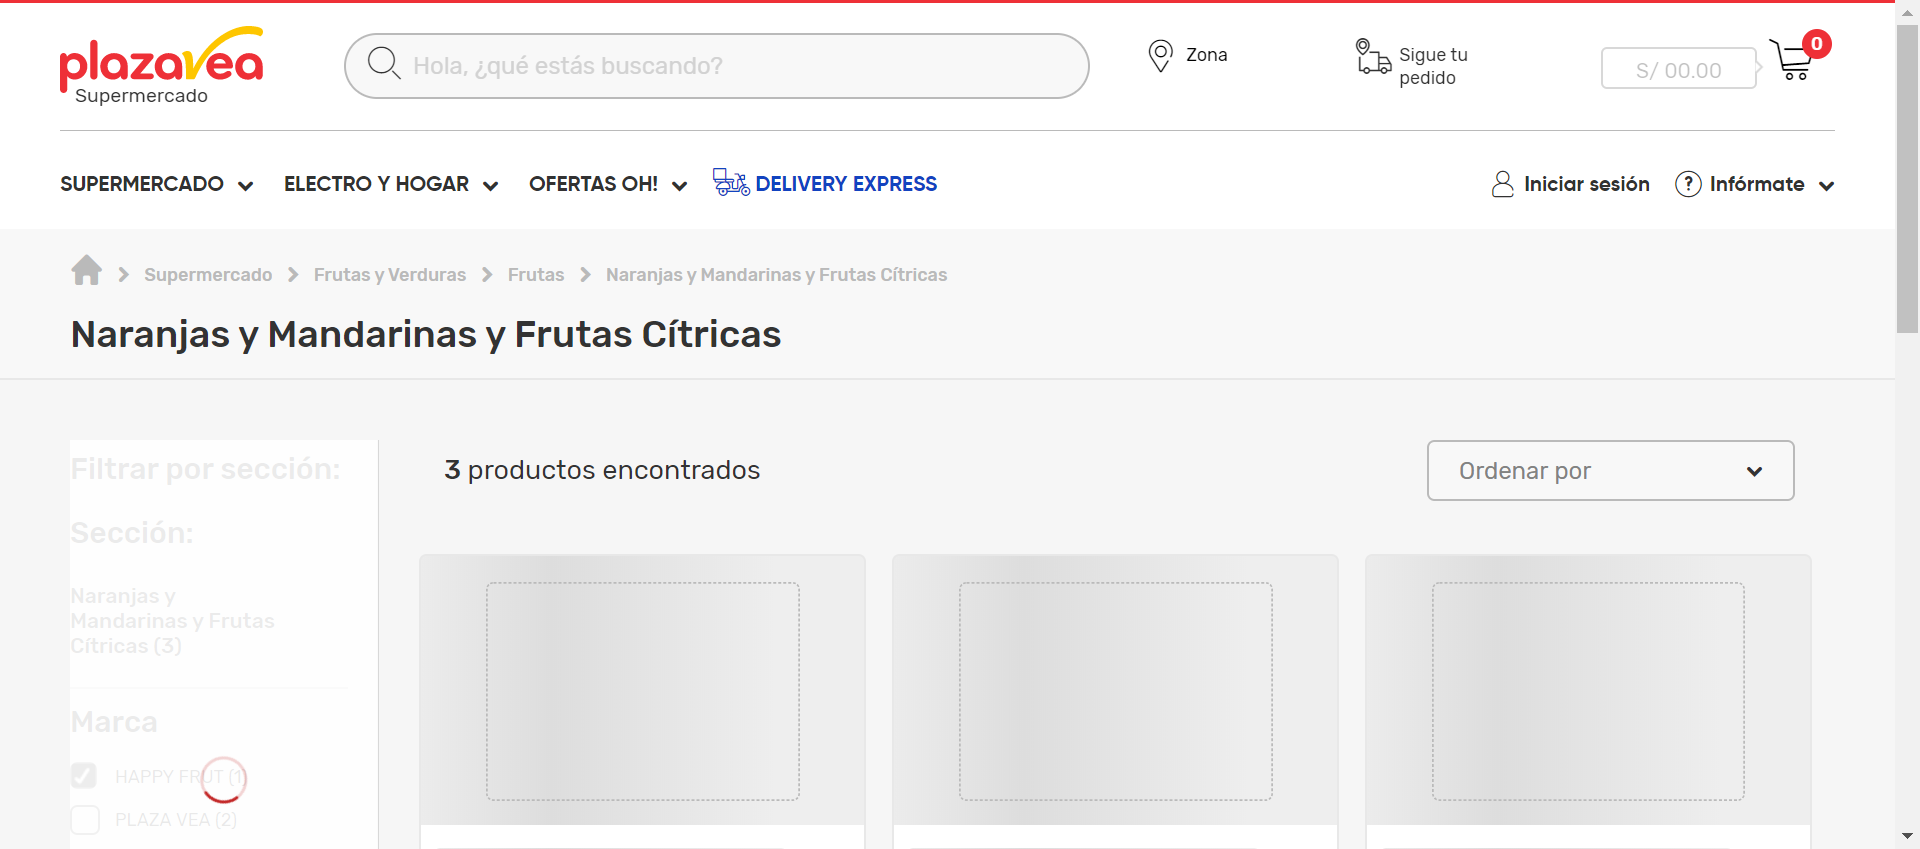 plazavea
Supermercado
Hola, ¿qué estás buscando?
Zona
Sigue tu
pedido
S/ 00.00
0
SUPERMERCADO
ELECTRO Y HOGAR
OFERTAS OH!
DELIVERY EXPRESS
Iniciar sesión
? Infórmate
Supermercado
Frutas y Verduras
Frutas
Naranjas y Mandarinas y Frutas Cítricas
Naranjas y Mandarinas y Frutas Cítricas
Filtrar por sección:
3 productos encontrados
Ordenar por
Sección:
Naranjas y
Mandarinas y Frutas
Cítricas (3)
Marca
HAPPY FRUT (1)
PLAZA VEA (2)